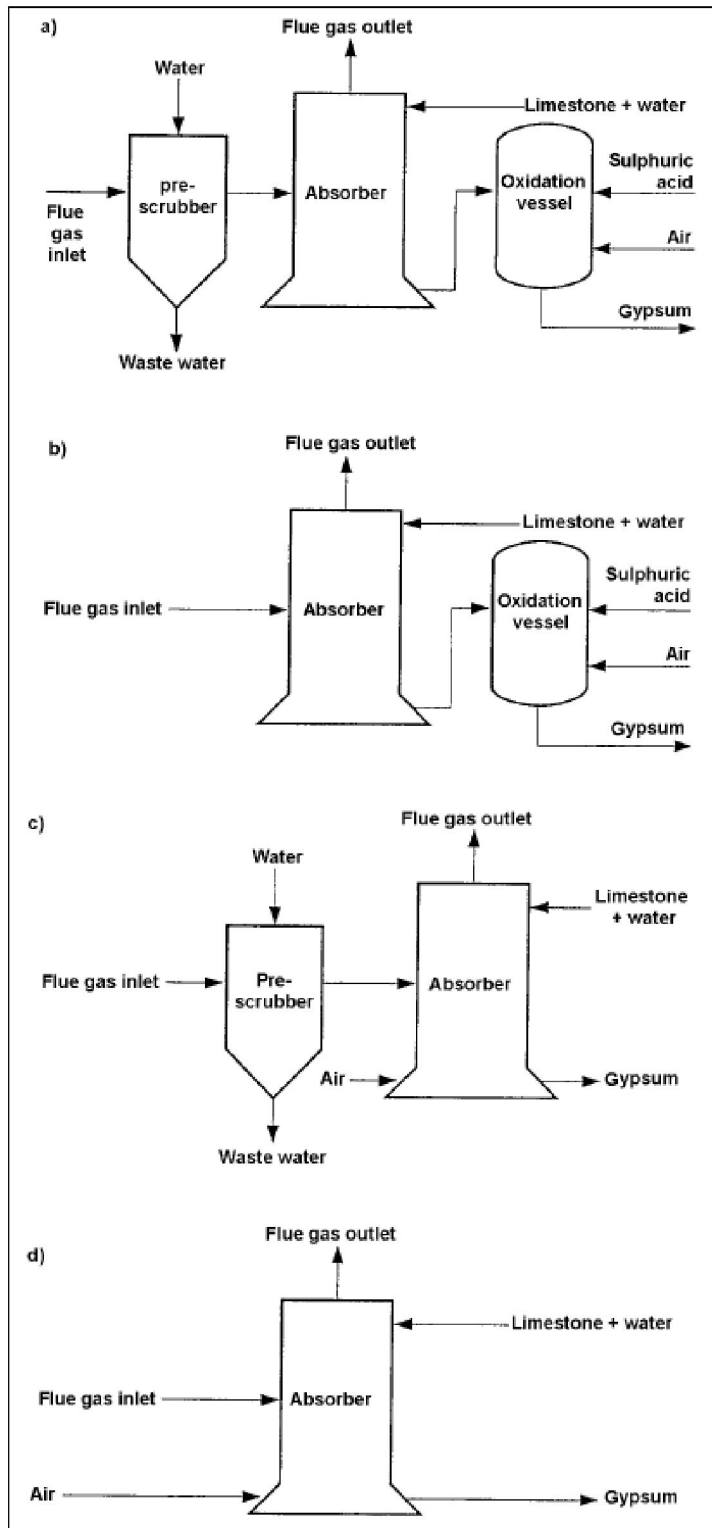 a)
Flue gas outlet
Water
Limestone + water
pre-
scrubber
Absorber
Oxidation
vessel
Sulphuric
acid
Flue
gas
inlet
Air
Gypsum
Waste water
b)
Flue gas outlet
Limestone + water
Sulphuric
acid
Flue gas inlet
Absorber
Oxidation
vessel
Air
Gypsum
c)
Flue gas outlet
Water
Limestone
+ water
Flue gas inlet
Pre-
scrubber
Absorber
Air
Gypsum
Waste water
d)
Flue gas outlet
Limestone + water
Flue gas inlet
Absorber
Air
Gypsum